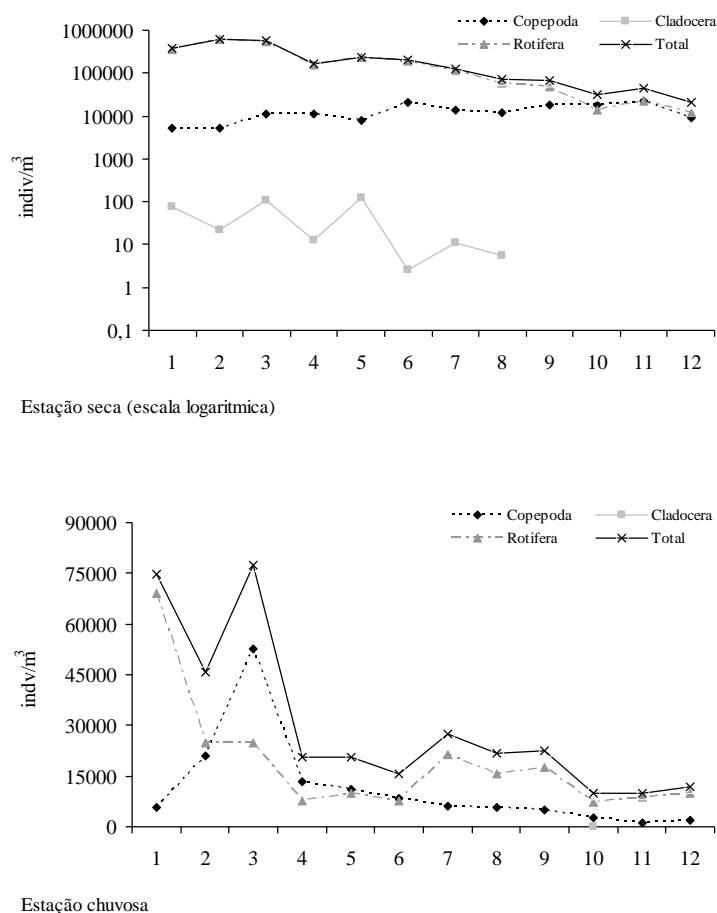 Copepoda Cladocera
Rotifera Total
1000000
100000
10000
1000
100
10
1
0,1
indiv/m³
1 2 3 4 5 6 7 8 9 10 11 12
Estação seca (escala logaritmica)
Copepoda Cladocera
Rotifera Total
90000
75000
60000
45000
30000
15000
0
indv/m³
1 2 3 4 5 6 7 8 9 10 11 12
Estação chuvosa